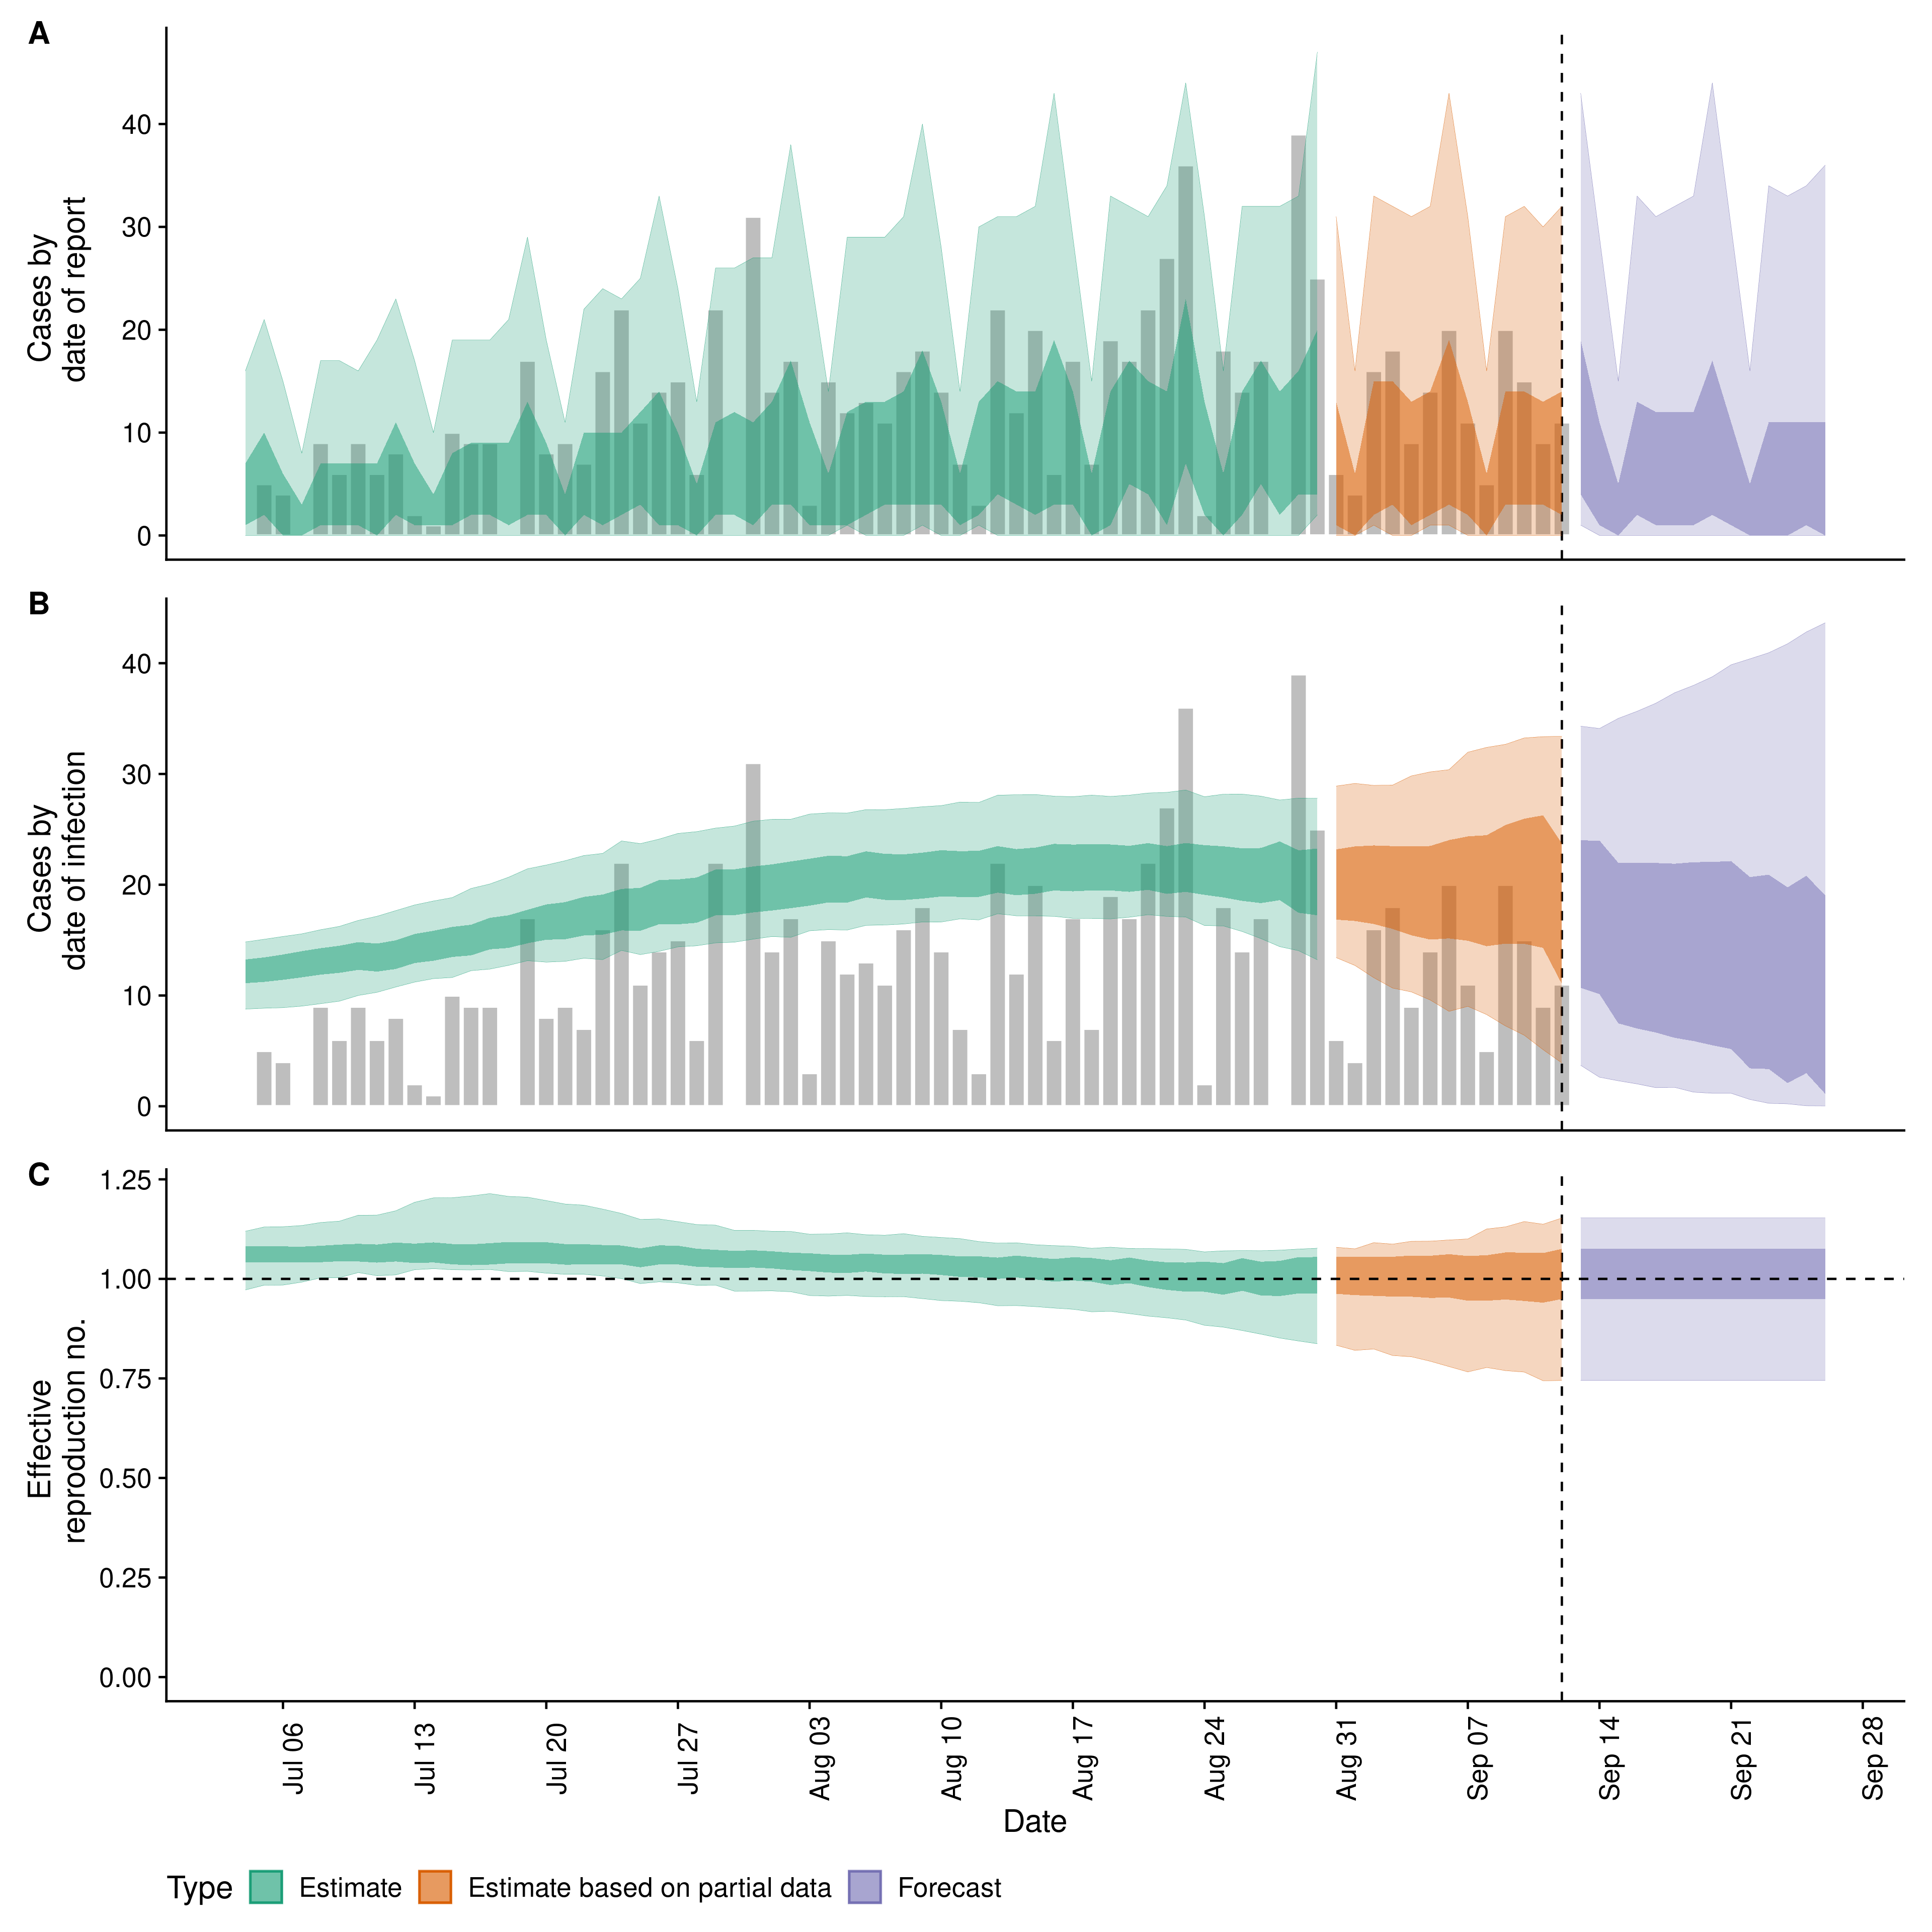 A
Cases by
date of report
40
30
20
10
0
B
Cases by
date of infection
40
30
20
10
0
C
Effective
reproduction no.
1.25
1.00
0.75
0.50
0.25
0.00
Jul 06
Jul 13
Jul 20
Jul 27
Aug 03
Aug 10
Aug 17
Aug 24
Aug 31
Sep 07
Sep 14
Sep 21
Sep 28
Date
Type Estimate Estimate based on partial data Forecast